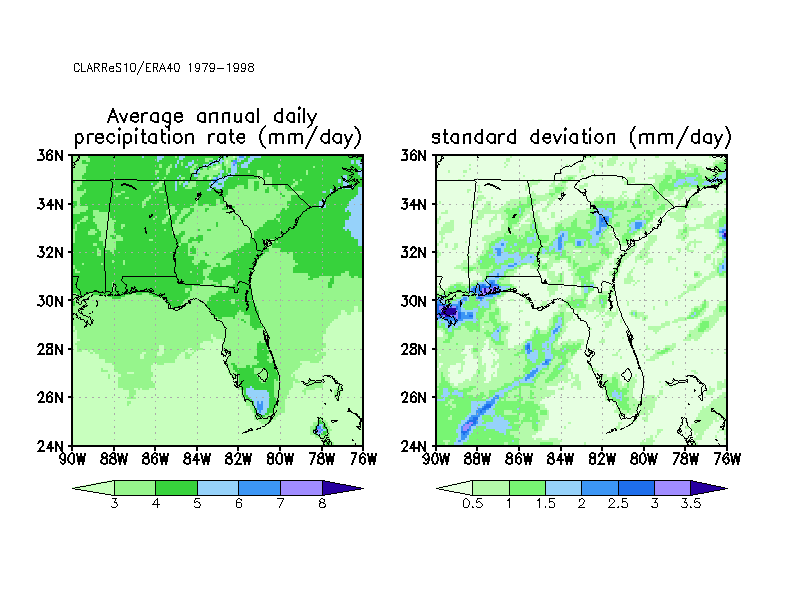 CLARReS10/ERA40 1979-1998
Average annual daily
precipitation rate (mm/day)
36N
34N
32N
30N
28N
26N
24N
90W 88W 86W 84W 82W 80W 78W 76W
3 4 5 6 7 8
standard deviation (mm/day)
36N
34N
32N
30N
28N
26N
24N
90W 88W 86W 84W 82W 80W 78W 76W
0.5 1 1.5 2 2.5 3 3.5